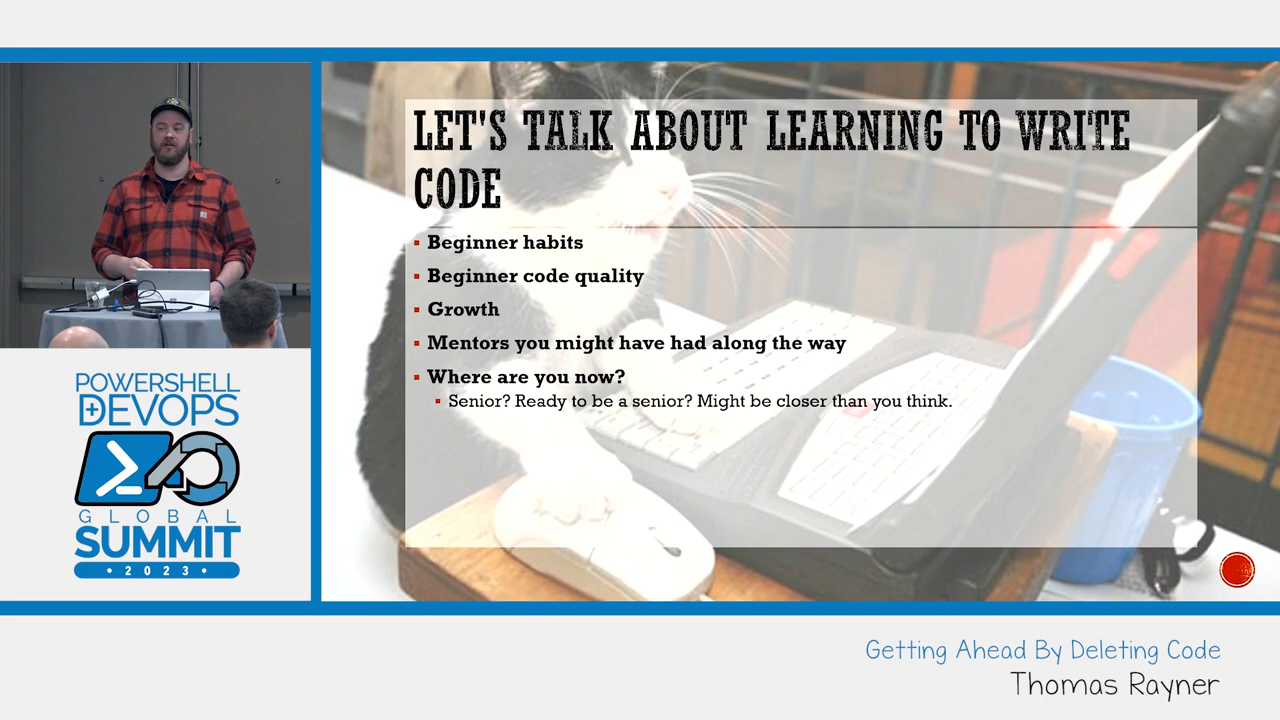 LET'S TALK ABOUT LEARNING TO WRITE
CODE
Beginner habits
Beginner code quality
Growth
Mentors you might have had along the way
Where are you now?
Senior? Ready to be a senior? Might be closer than you think.
POWERSHELL
+DEVOPS
GLOBAL
SUMMIT
• 2023 •
Getting Ahead By Deleting Code
Thomas Rayner